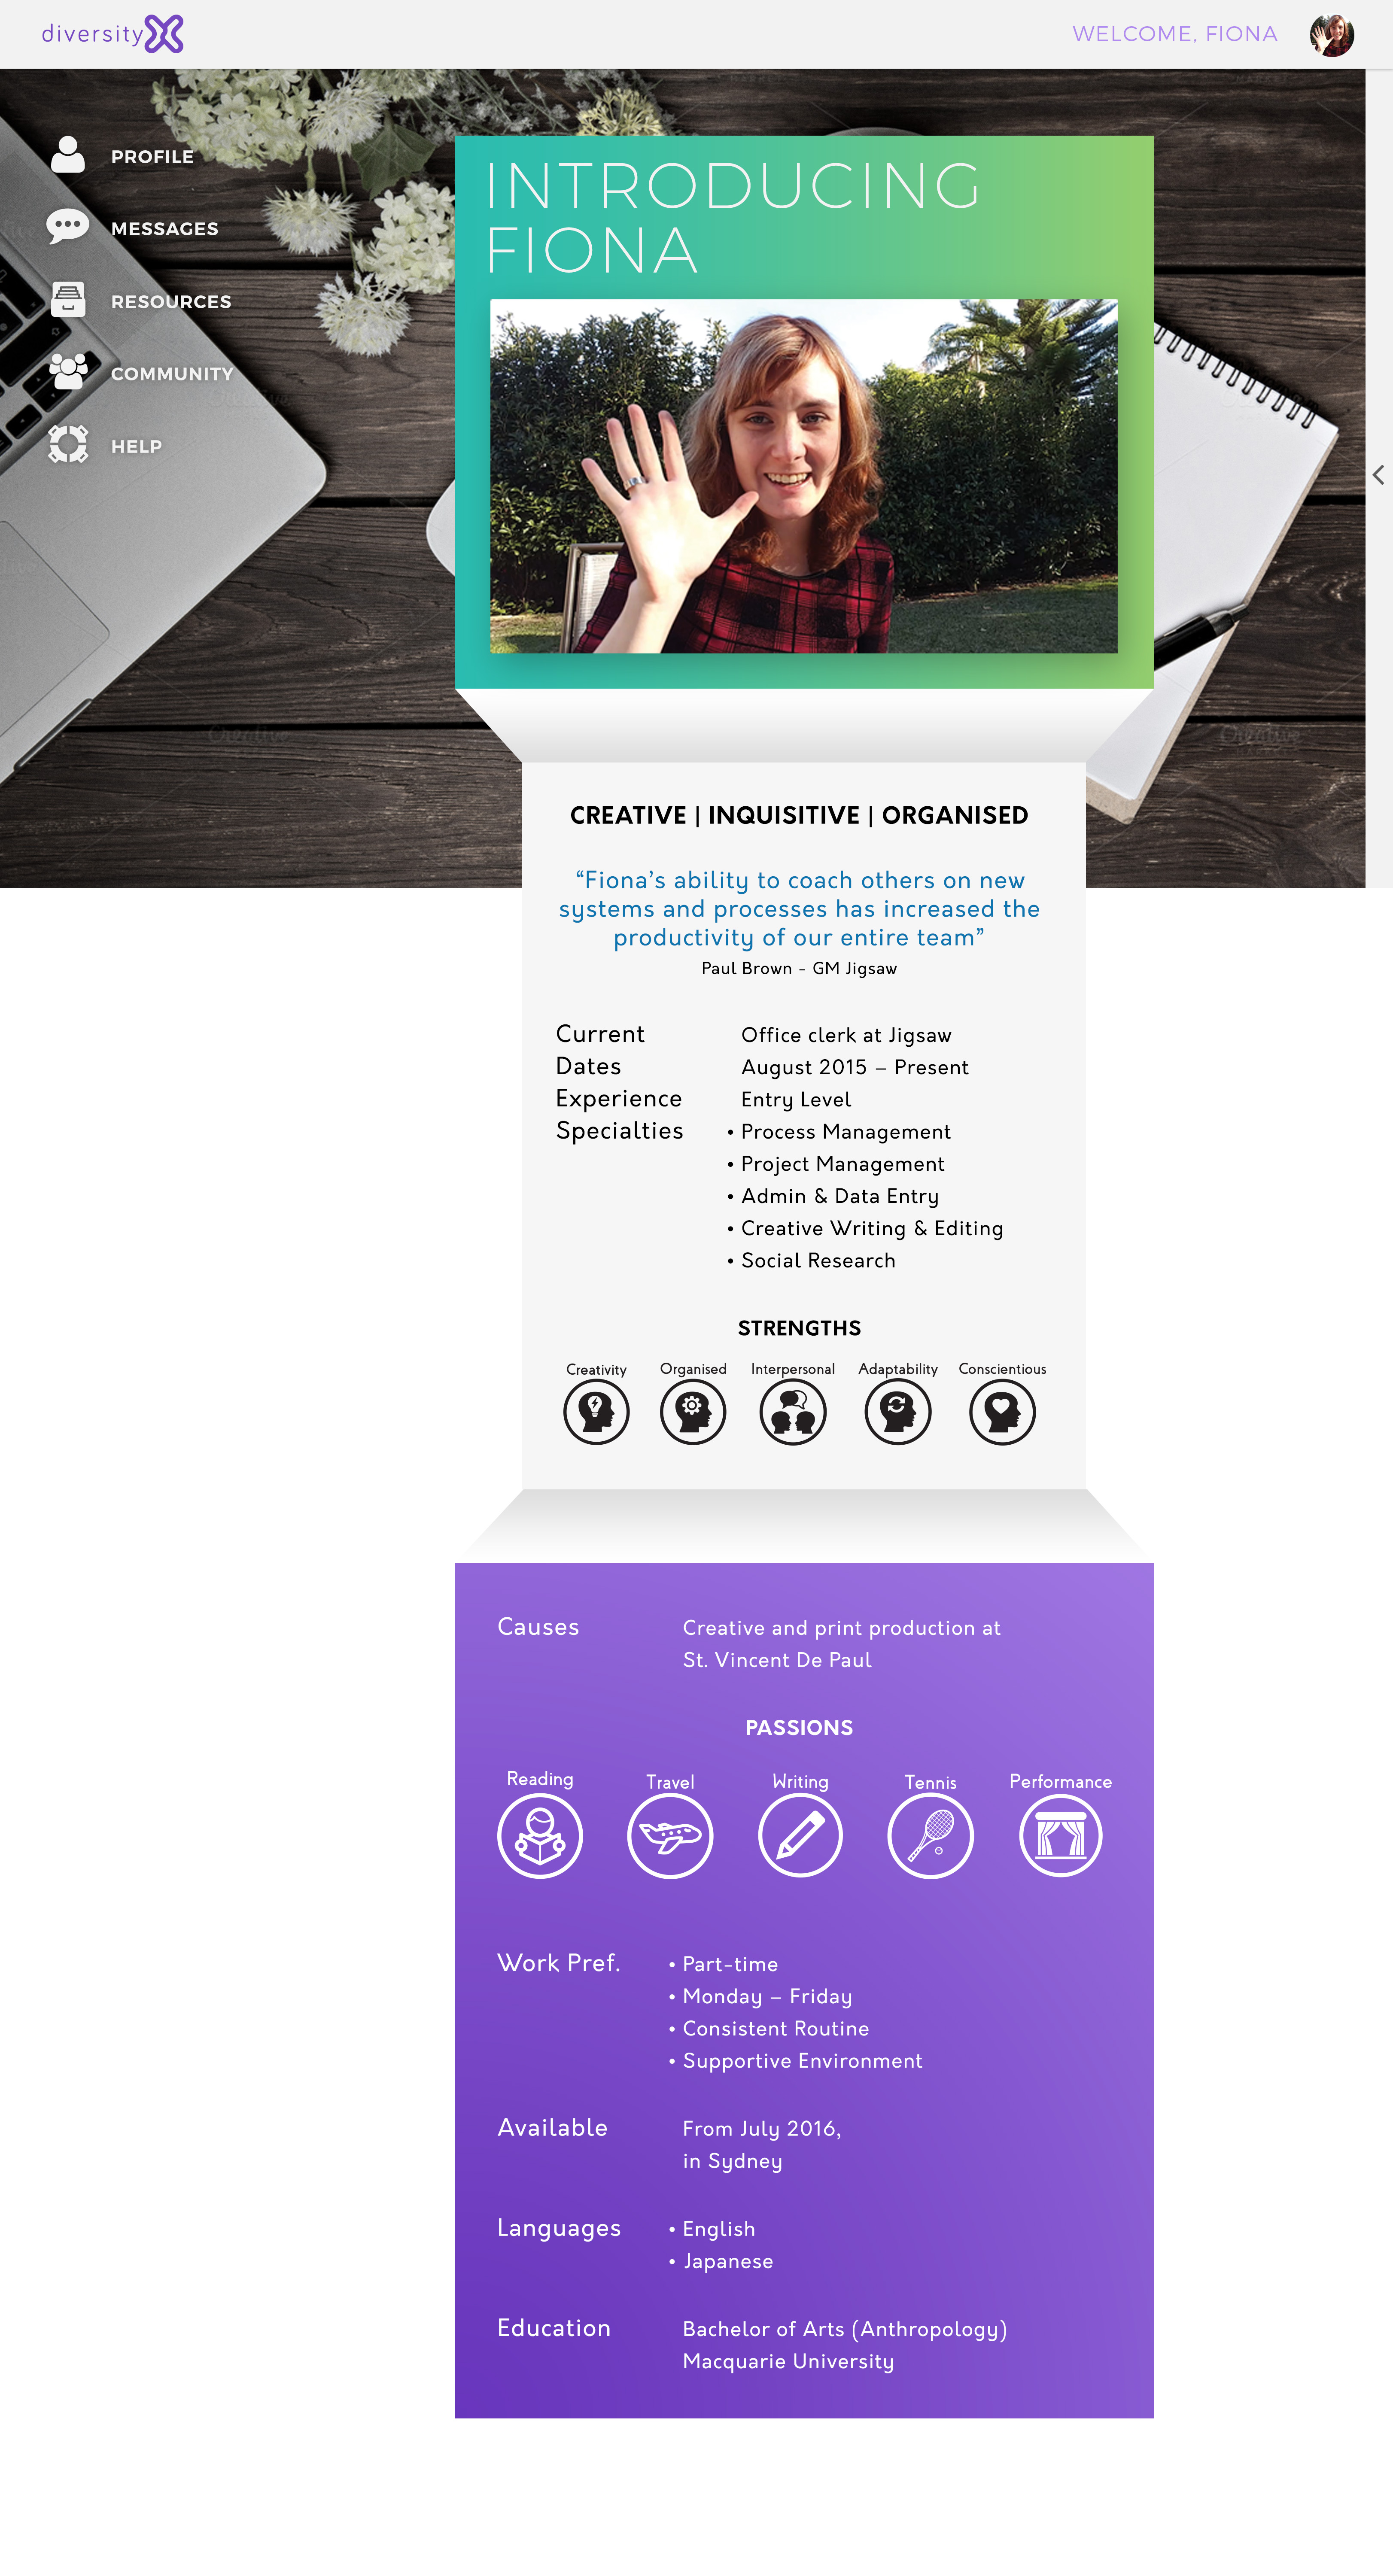 diversity
WELCOME, FIONA
PROFILE
MESSAGES
RESOURCES
COMMUNITY
HELP
INTRODUCING
FIONA
Creative
Creative
CREATIVE | INQUISITIVE | ORGANISED
“Fiona’s ability to coach others on new
systems and processes has increased the
productivity of our entire team”
Paul Brown - GM Jigsaw
Current Office clerk at Jigsaw
Dates August 2015 – Present
Experience Entry Level
Specialties • Process Management
• Project Management
• Admin & Data Entry
• Creative Writing & Editing
• Social Research
STRENGTHS
Creativity Organised Interpersonal Adaptability Conscientious
Causes Creative and print production at
St. Vincent De Paul
PASSIONS
Reading Travel Writing Tennis Performance
Work Pref. • Part-time
• Monday – Friday
• Consistent Routine
• Supportive Environment
Available From July 2016,
in Sydney
Languages • English
• Japanese
Education Bachelor of Arts (Anthropology)
Macquarie University